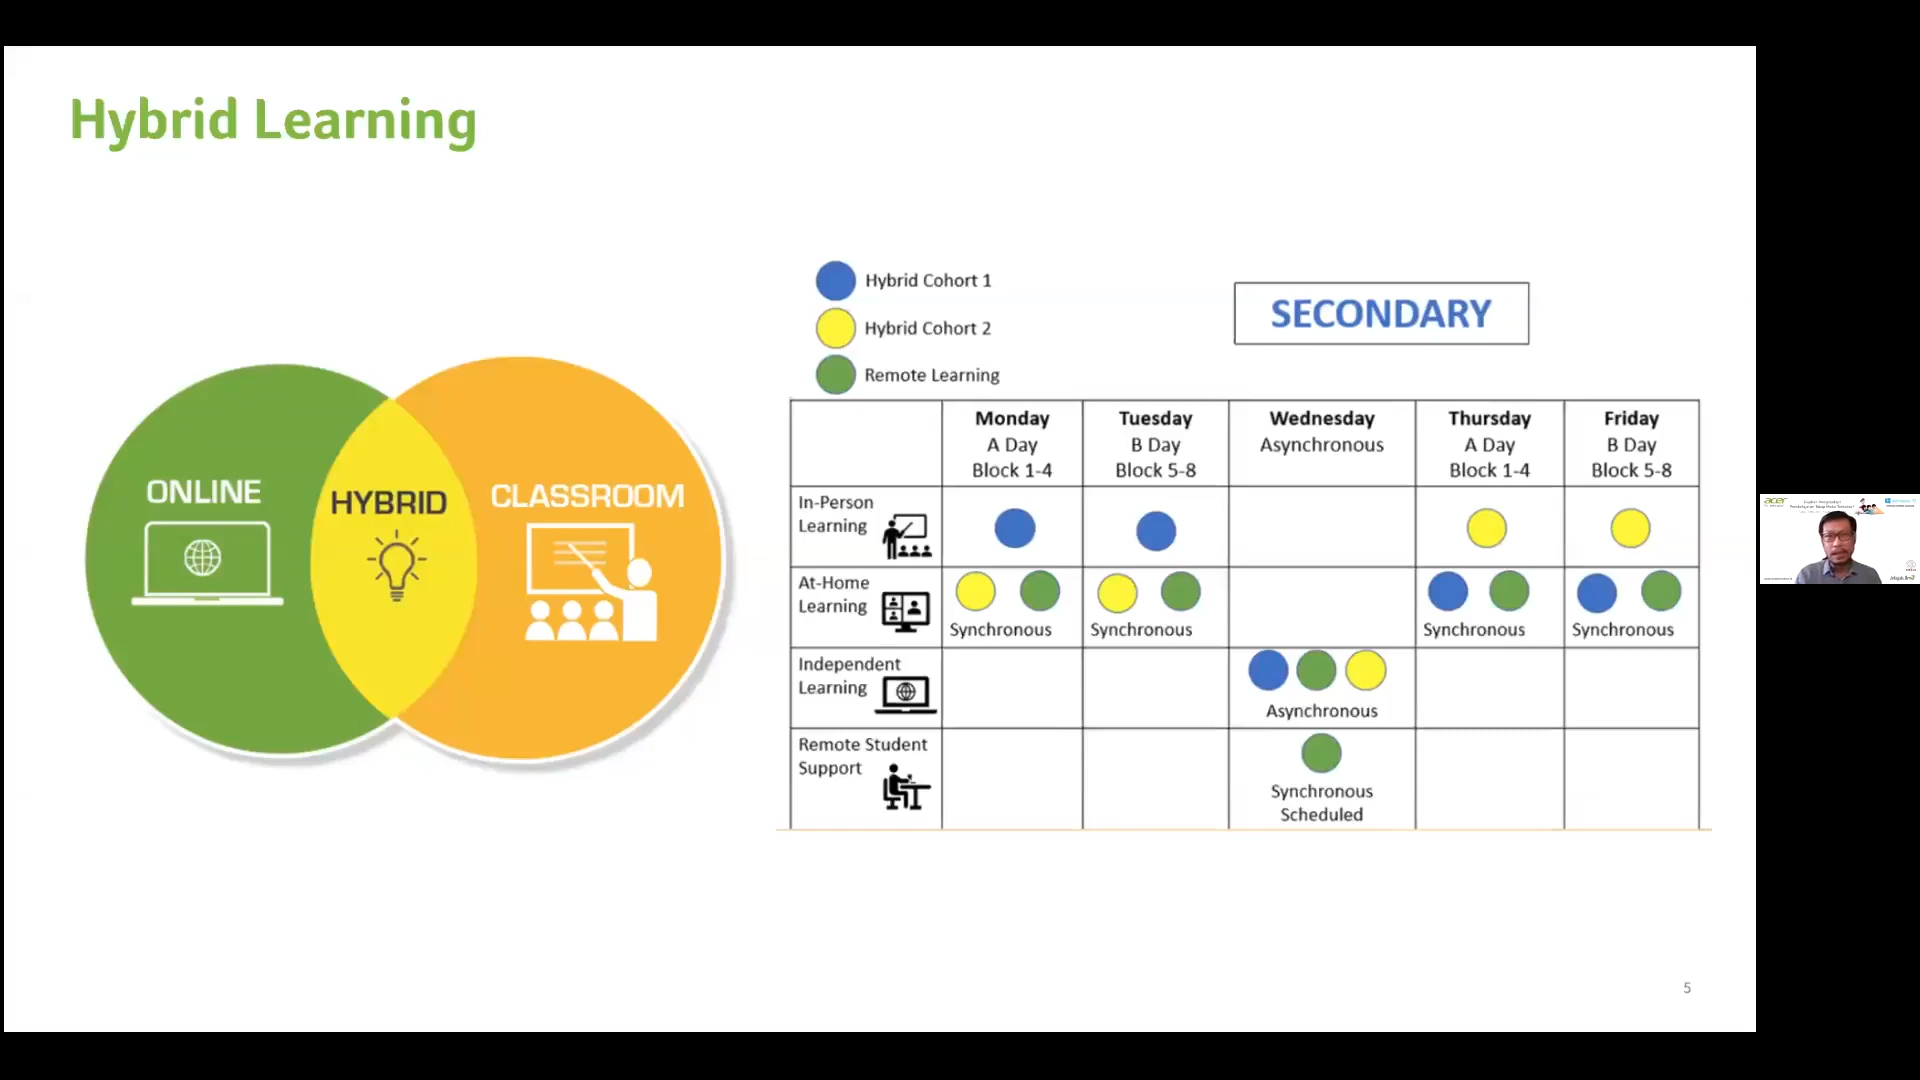 Hybrid Learning
ONLINE
HYBRID
CLASSROOM
Hybrid Cohort 1
Hybrid Cohort 2
Remote Learning
SECONDARY
Monday
A Day
Block 1-4
Tuesday
B Day
Block 5-8
Wednesday
Asynchronous
Thursday
A Day
Block 1-4
Friday
B Day
Block 5-8
In-Person
Learning
At-Home
Learning
Synchronous
Synchronous
Synchronous
Synchronous
Independent
Learning
Asynchronous
Remote Student
Support
Synchronous
Scheduled
5
acer